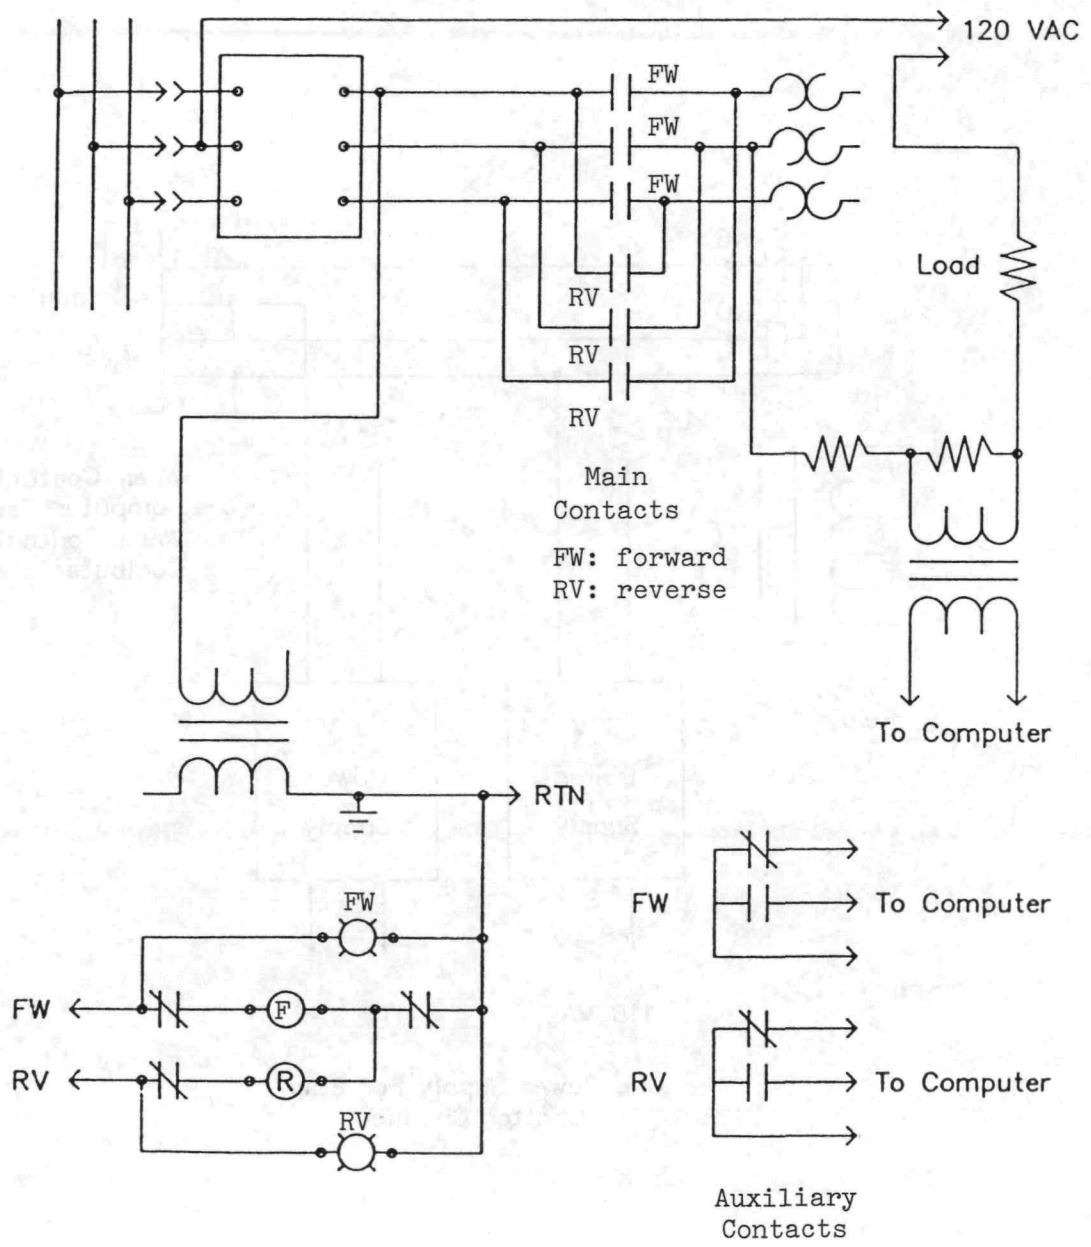 120 VAC
FW
FW
FW
Load
RV
RV
RV
Main
Contacts
FW: forward
RV: reverse
To Computer
RTN
FW
FW
To Computer
FW
F
RV
R
RV
To Computer
RV
Auxiliary
Contacts